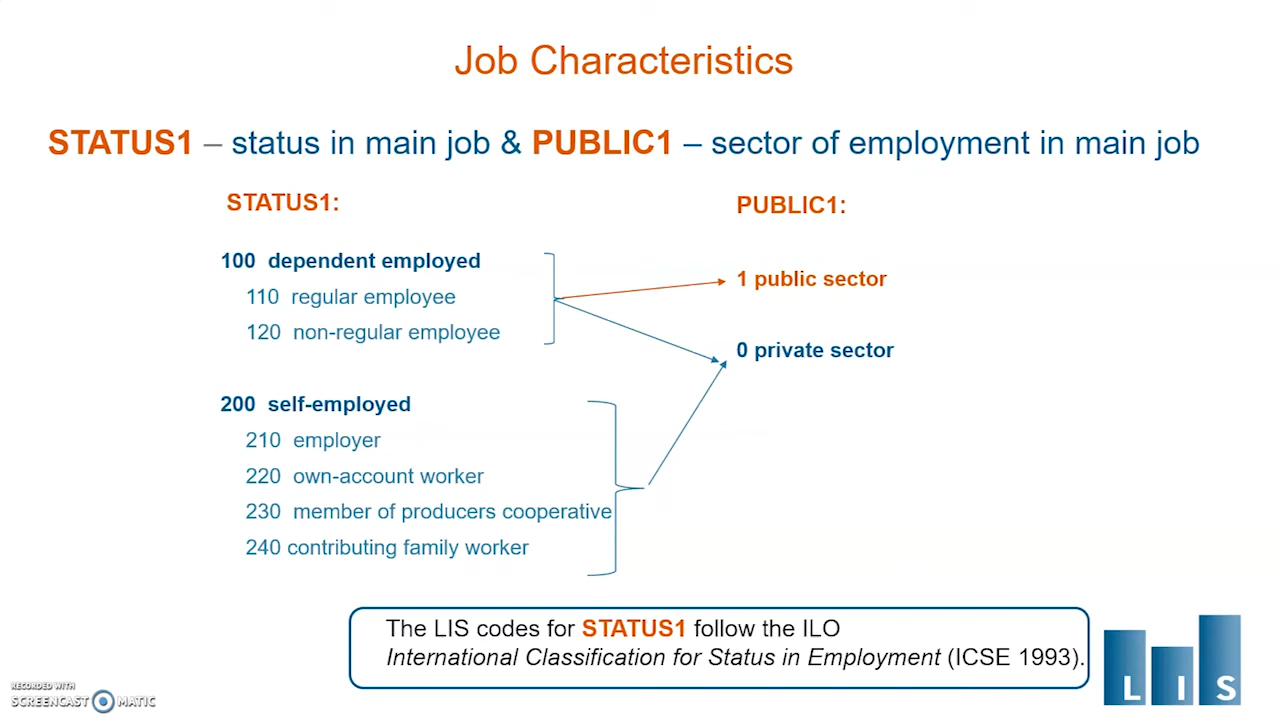 Job Characteristics
STATUS1 – status in main job & PUBLIC1 – sector of employment in main job
STATUS1:
PUBLIC1:
100 dependent employed
110 regular employee
120 non-regular employee
1 public sector
0 private sector
200 self-employed
210 employer
220 own-account worker
230 member of producers cooperative
240 contributing family worker
The LIS codes for STATUS1 follow the ILO
International Classification for Status in Employment (ICSE 1993).
LIS
RECORDED WITH
SCREENCAST MATIC